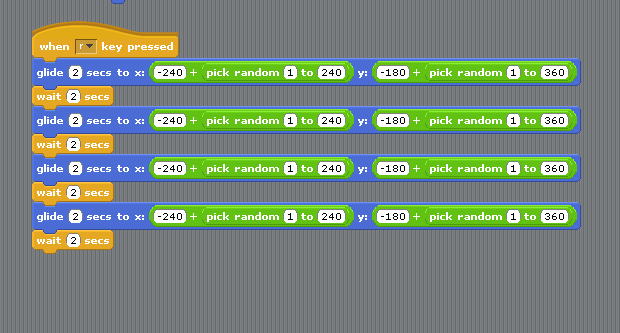 when r key pressed
glide 2 secs to x: -240 + pick random 1 to 240 y: -180 + pick random 1 to 360
wait 2 secs
glide 2 secs to x: -240 + pick random 1 to 240 y: -180 + pick random 1 to 360
wait 2 secs
glide 2 secs to x: -240 + pick random 1 to 240 y: -180 + pick random 1 to 360
wait 2 secs
glide 2 secs to x: -240 + pick random 1 to 240 y: -180 + pick random 1 to 360
wait 2 secs